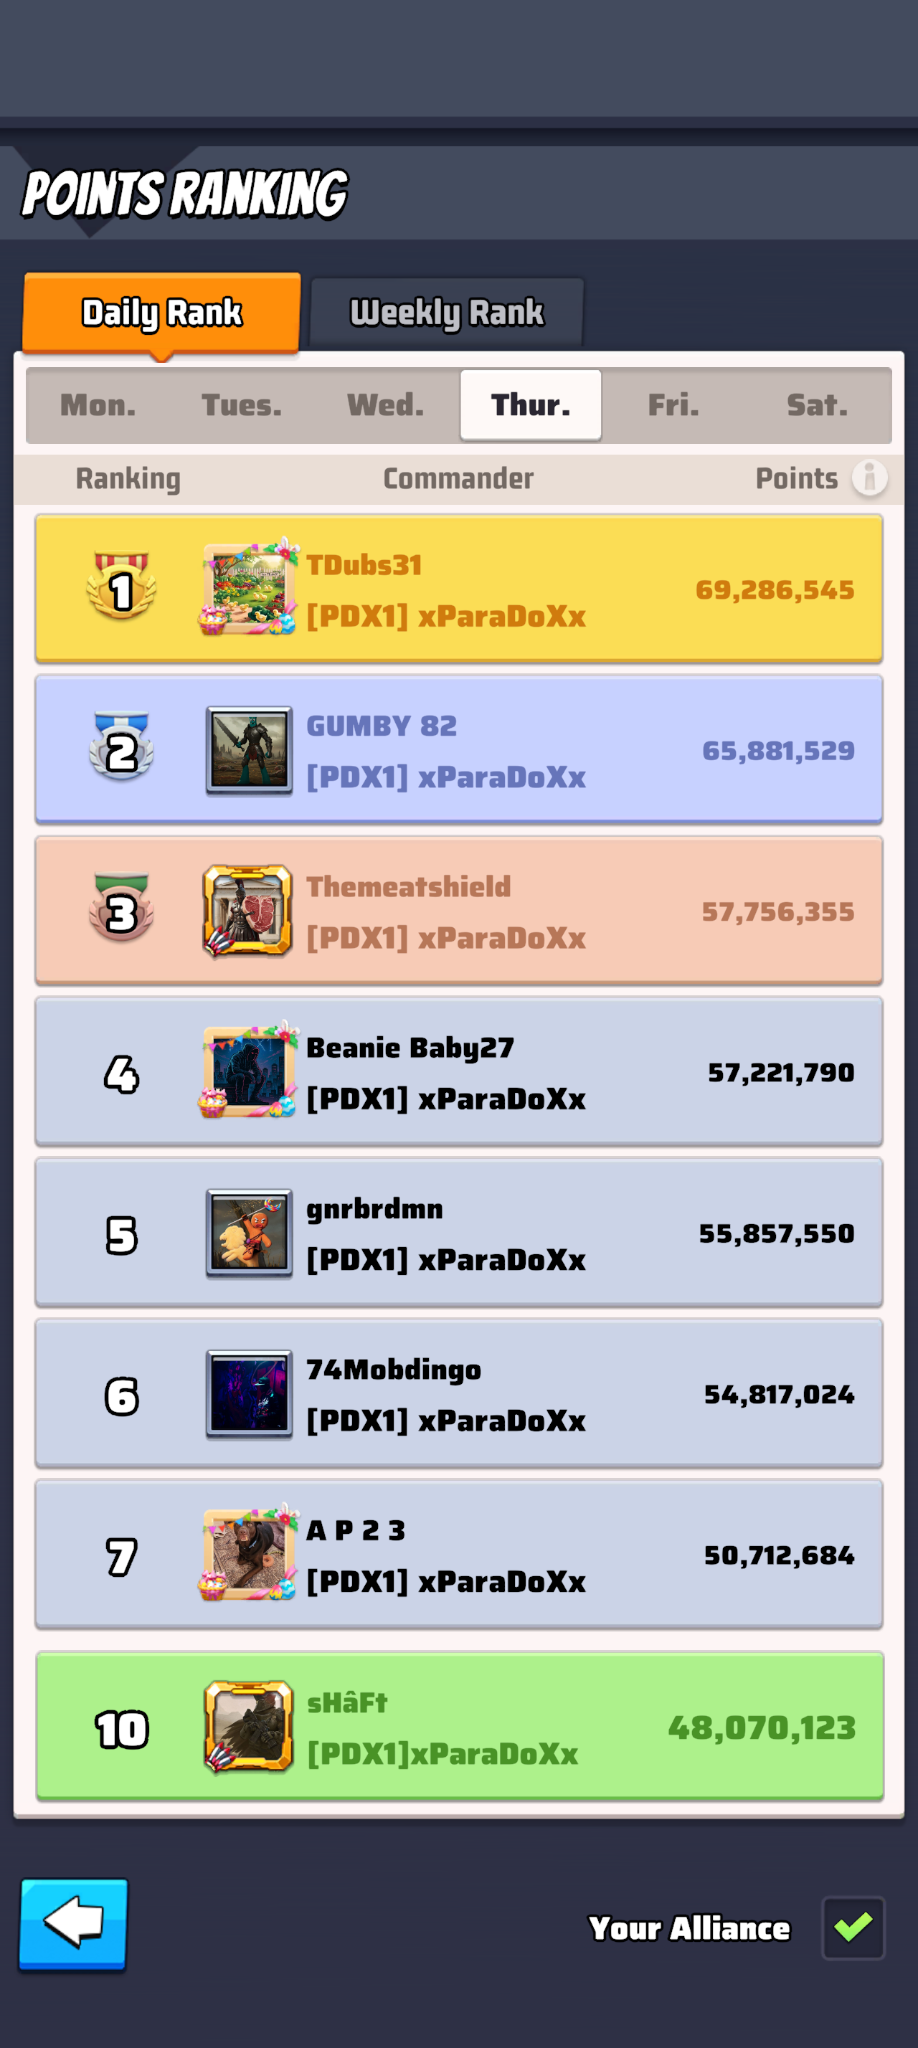 POINTS RANKING
Daily Rank
Weekly Rank
Mon. Tues. Wed. Thur. Fri. Sat.
Ranking Commander Points
1
TDubs31
[PDX1] xParaDoXx
69,286,545
2
GUMBY 82
[PDX1] xParaDoXx
65,881,529
3
Themeatshield
[PDX1] xParaDoXx
57,756,355
4
Beanie Baby27
[PDX1] xParaDoXx
57,221,790
5
gnrbrdmn
[PDX1] xParaDoXx
55,857,550
6
74Mobdingo
[PDX1] xParaDoXx
54,817,024
7
A P 2 3
[PDX1] xParaDoXx
50,712,684
10
sHâFt
[PDX1]xParaDoXx
48,070,123
Your Alliance